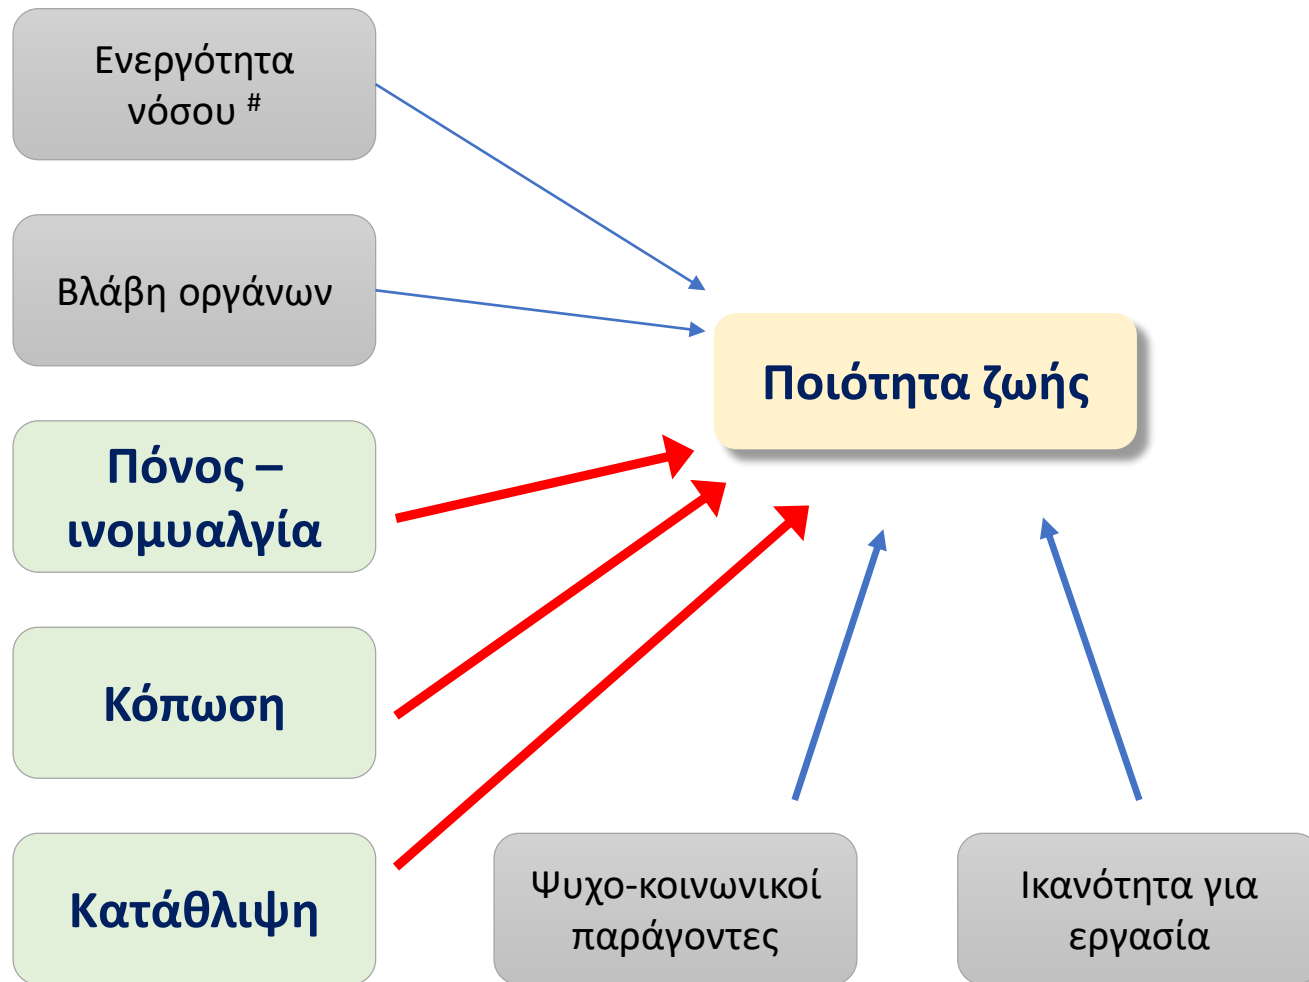 Ενεργότητα
νόσου #
Βλάβη οργάνων
Ποιότητα ζωής
Πόνος –
ινομυαλγία
Κόπωση
Κατάθλιψη
Ψυχο-κοινωνικοί
παράγοντες
Ικανότητα για
εργασία